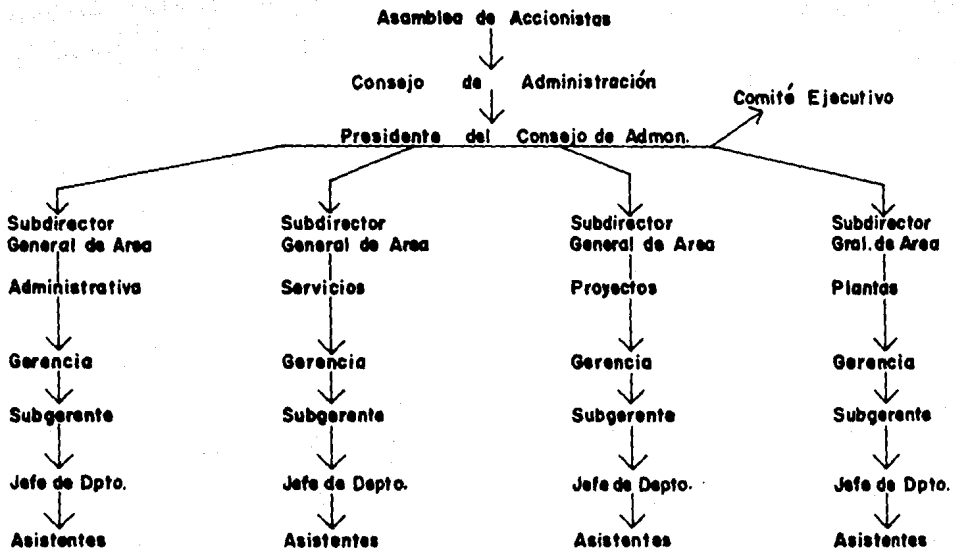 Asamblea de Accionistas
Consejo de Administración
Comité Ejecutivo
Presidente del Consejo de Admon.
Subdirector General de Area
Administrativa
Gerencia
Subgerente
Jefe de Dpto.
Asistentes
Subdirector General de Area
Servicios
Gerencia
Subgerente
Jefe de Depto.
Asistentes
Subdirector General de Area
Proyectos
Gerencia
Subgerente
Jefe de Depto.
Asistentes
Subdirector Gral. de Area
Plantas
Gerencia
Subgerente
Jefe de Dpto.
Asistentes